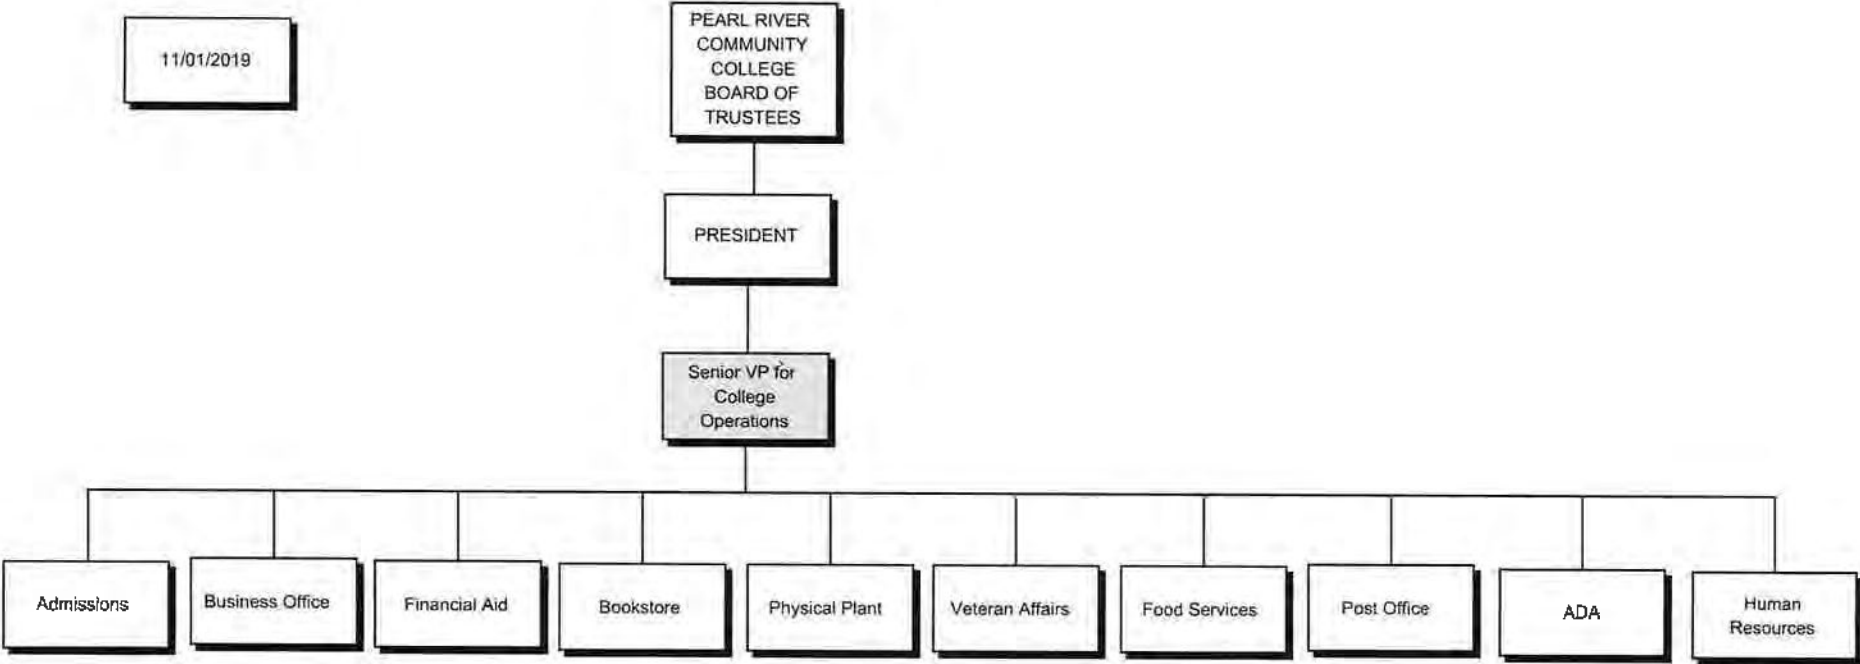 11/01/2019
PEARL RIVER
COMMUNITY
COLLEGE
BOARD OF
TRUSTEES
PRESIDENT
Senior VP for
College
Operations
Admissions
Business Office
Financial Aid
Bookstore
Physical Plant
Veteran Affairs
Food Services
Post Office
ADA
Human
Resources